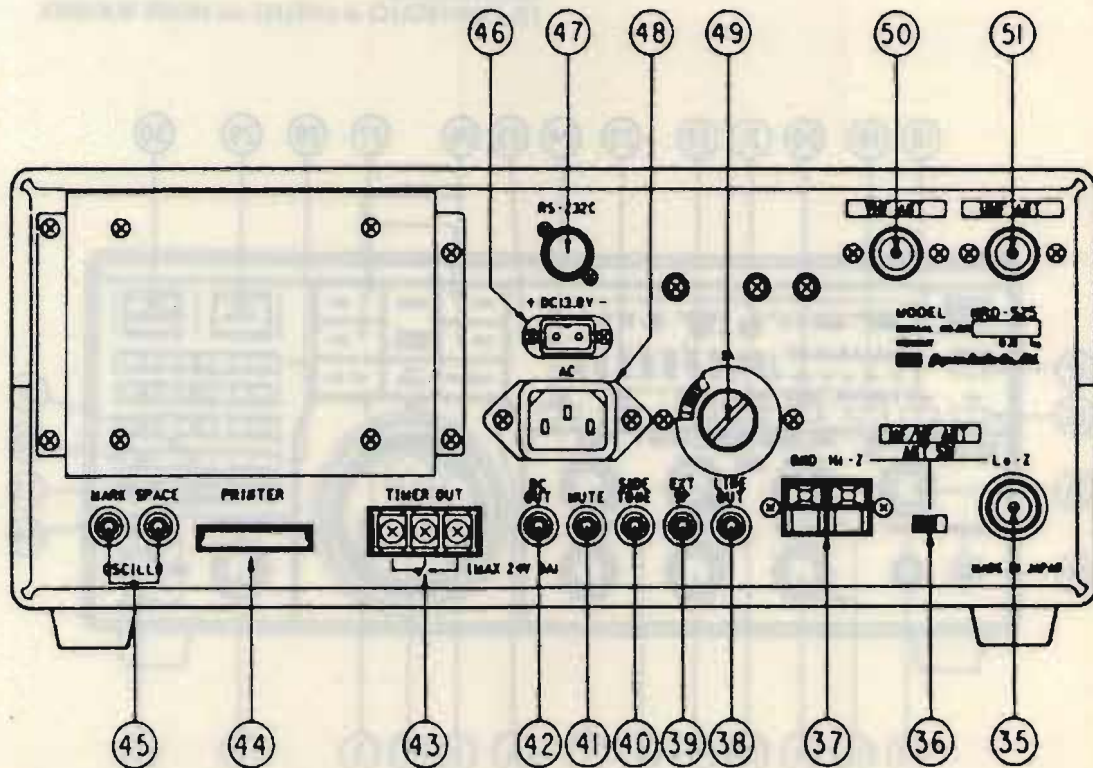 46 47 48 49 50 51
RS-232C
+ DC13.8V -
AC
MODEL NRD-525
GND Hi-Z
Lo-Z
MARK SPACE
PRINTER
TIMER OUT
DC OUT
MUTE
SIDE TONE
EXT SP
LINE OUT
OSCILLO
(MAX 24V
MADE IN JAPAN
45 44 43 42 41 40 39 38 37 36 35